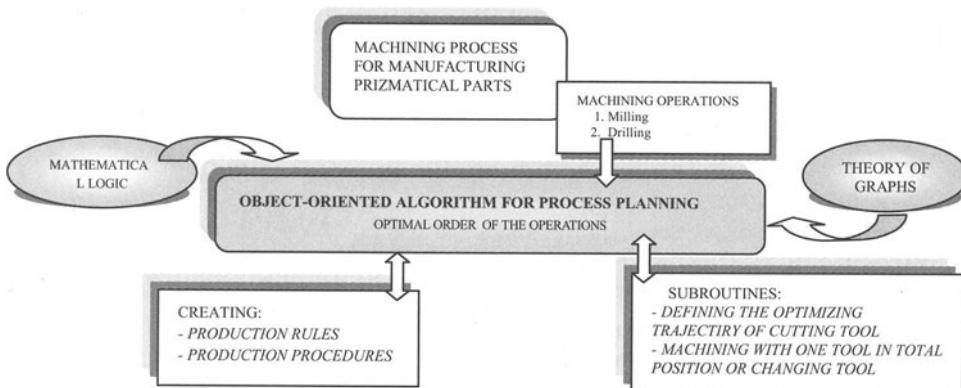 MACHINING PROCESS
FOR MANUFACTURING
PRIZMATICAL PARTS
MACHINING OPERATIONS
1. Milling
2. Drilling
MATHEMATICA
L LOGIC
THEORY OF
GRAPHS
OBJECT-ORIENTED ALGORITHM FOR PROCESS PLANNING
OPTIMAL ORDER OF THE OPERATIONS
CREATING:
- PRODUCTION RULES
- PRODUCTION PROCEDURES
SUBROUTINES:
- DEFINING THE OPTIMIZING
TRAJECTIRY OF CUTTING TOOL
- MACHINING WITH ONE TOOL IN TOTAL
POSITION OR CHANGING TOOL